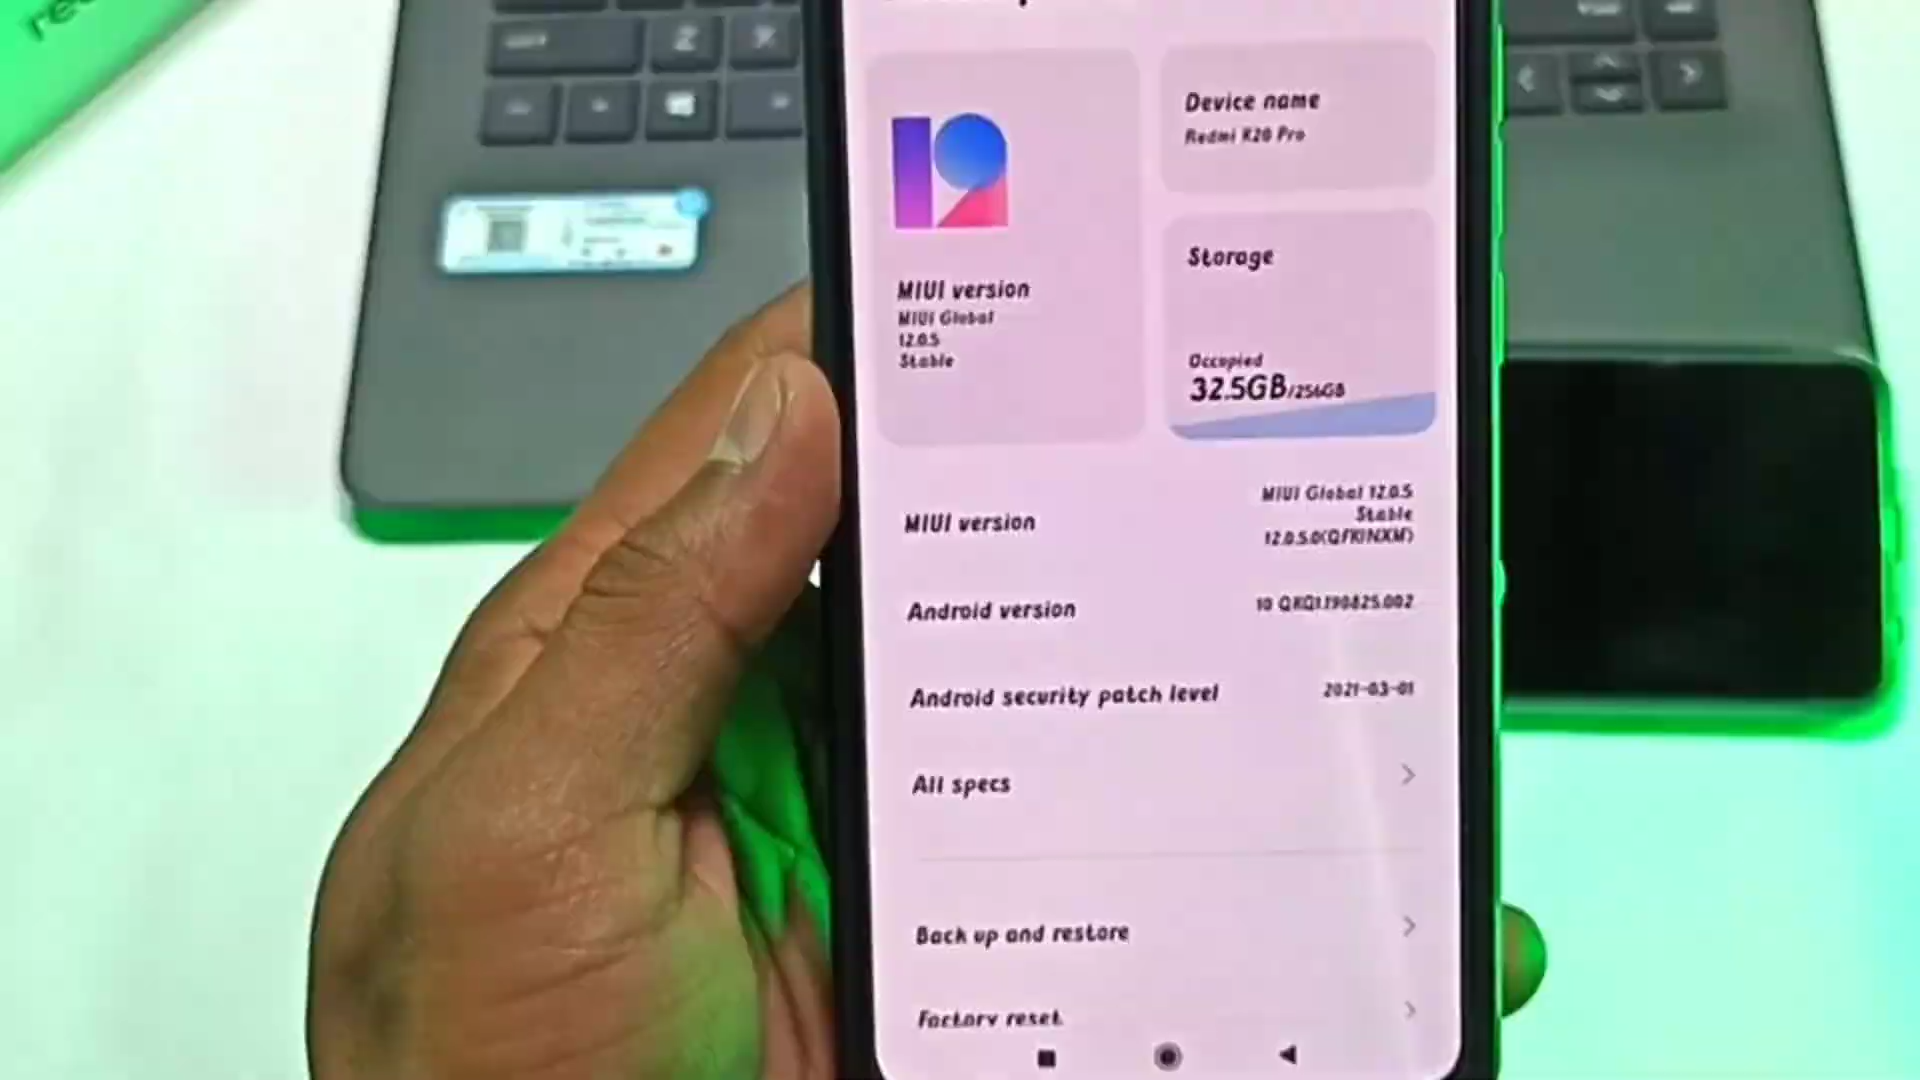 Device name
Redmi K20 Pro
MIUI version
MIUI Global
12.0.5
Stable
Storage
Occupied
32.5GB/256GB
MIUI version
MIUI Global 12.0.5
Stable
12.0.5.0(QFKINXM)
Android version
10 QKQ1.190825.002
Android security patch level
2021-03-01
All specs
Back up and restore
Factory reset